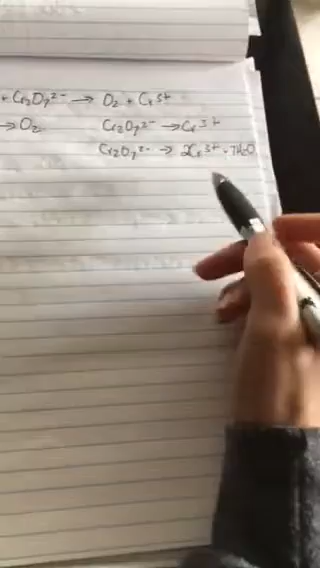 + Cr₂O₇²⁻ → O₂ + Cr³⁺
→ O₂ Cr₂O₇²⁻ → Cr³⁺
Cr₂O₇²⁻ → 2Cr³⁺ + 7H₂O